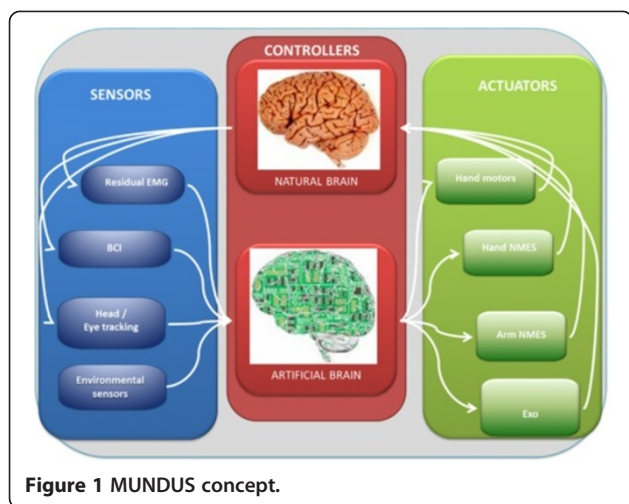 CONTROLLERS
SENSORS
ACTUATORS
NATURAL BRAIN
Residual EMG
Hand motors
BCI
Hand NMES
Head /
Eye tracking
Arm NMES
Environmental
sensors
ARTIFICIAL BRAIN
Exo
Figure 1 MUNDUS concept.